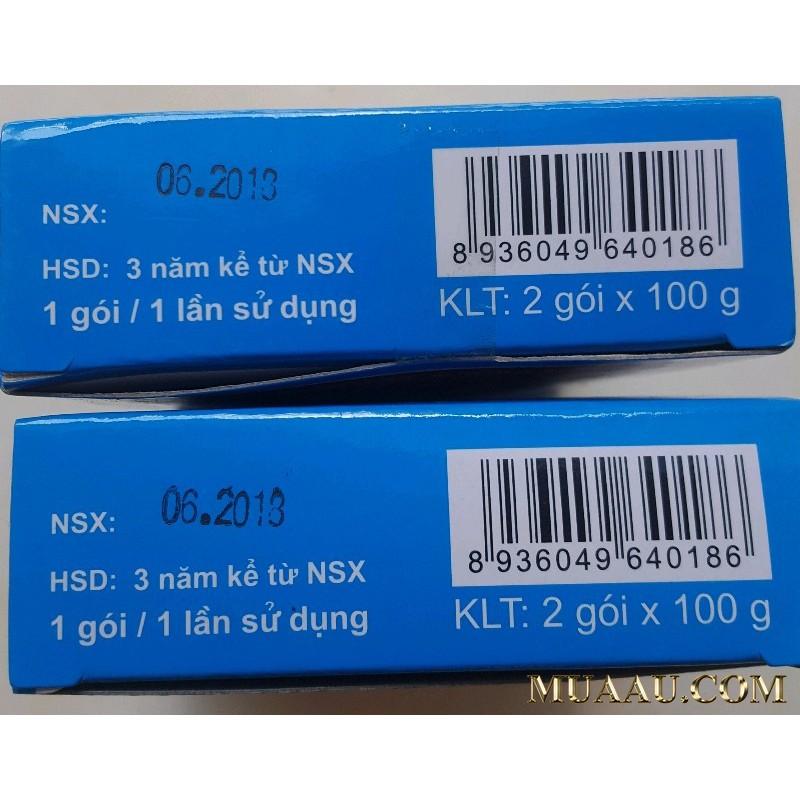 06.2018
NSX:
HSD: 3 năm kể từ NSX
1 gói / 1 lần sử dụng
8 936049 640186
KLT: 2 gói x 100 g
06.2018
NSX:
HSD: 3 năm kể từ NSX
1 gói / 1 lần sử dụng
8 936049 640186
KLT: 2 gói x 100 g
MUAAU.COM